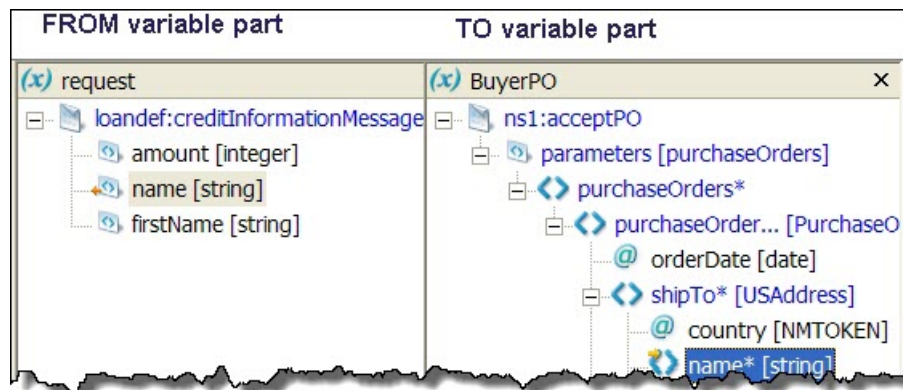 FROM variable part
TO variable part
(x) request
loandef:creditInformationMessage
amount [integer]
name [string]
firstName [string]
(x) BuyerPO
ns1:acceptPO
parameters [purchaseOrders]
purchaseOrders*
purchaseOrder... [PurchaseO
@ orderDate [date]
shipTo* [USAddress]
@ country [NMTOKEN]
name* [string]